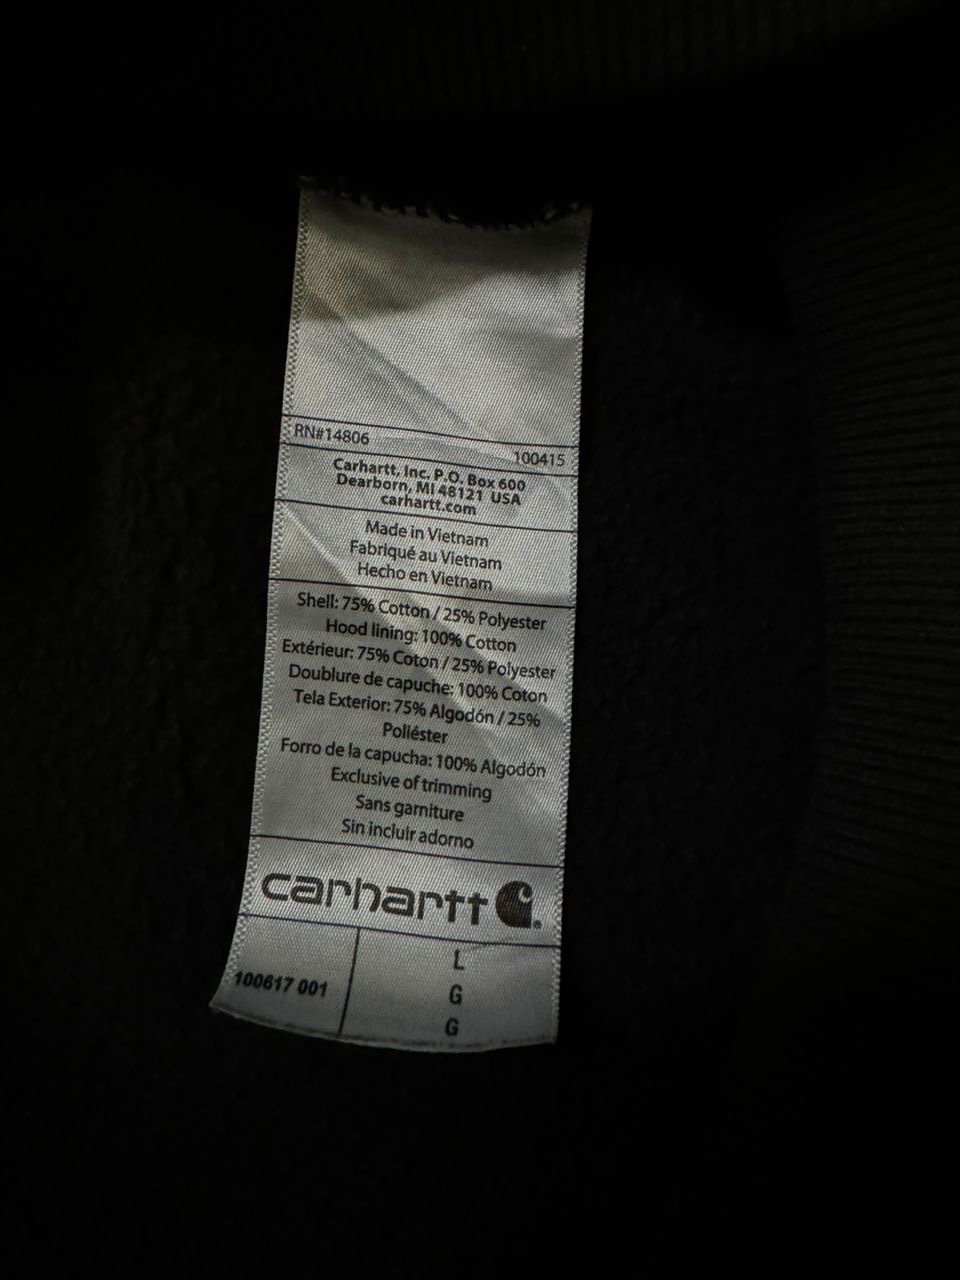 RN#14806 100415
Carhartt, Inc. P.O. Box 600
Dearborn, MI 48121 USA
carhartt.com
Made in Vietnam
Fabriqué au Vietnam
Hecho en Vietnam
Shell: 75% Cotton / 25% Polyester
Hood lining: 100% Cotton
Extérieur: 75% Coton / 25% Polyester
Doublure de capuche: 100% Coton
Tela Exterior: 75% Algodón / 25%
Poliéster
Forro de la capucha: 100% Algodón
Exclusive of trimming
Sans garniture
Sin incluir adorno
carhartt
100617 001
L
G
G